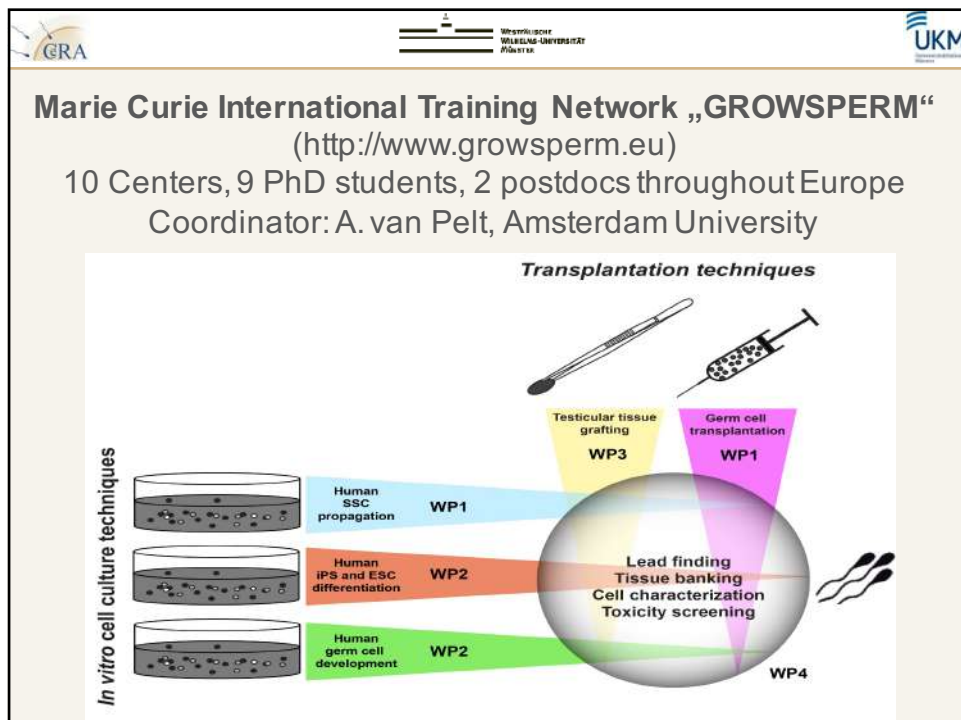 CeRA
WESTFÄLISCHE
WILHELMS-UNIVERSITÄT
MÜNSTER
UKM
Marie Curie International Training Network „GROWSPERM“
(http://www.growsperm.eu)
10 Centers, 9 PhD students, 2 postdocs throughout Europe
Coordinator: A. van Pelt, Amsterdam University
Transplantation techniques
Testicular tissue
grafting
WP3
Germ cell
transplantation
WP1
In vitro cell culture techniques
Human
SSC
propagation
WP1
Human
iPS and ESC
differentiation
WP2
Human
germ cell
development
WP2
Lead finding
Tissue banking
Cell characterization
Toxicity screening
WP4